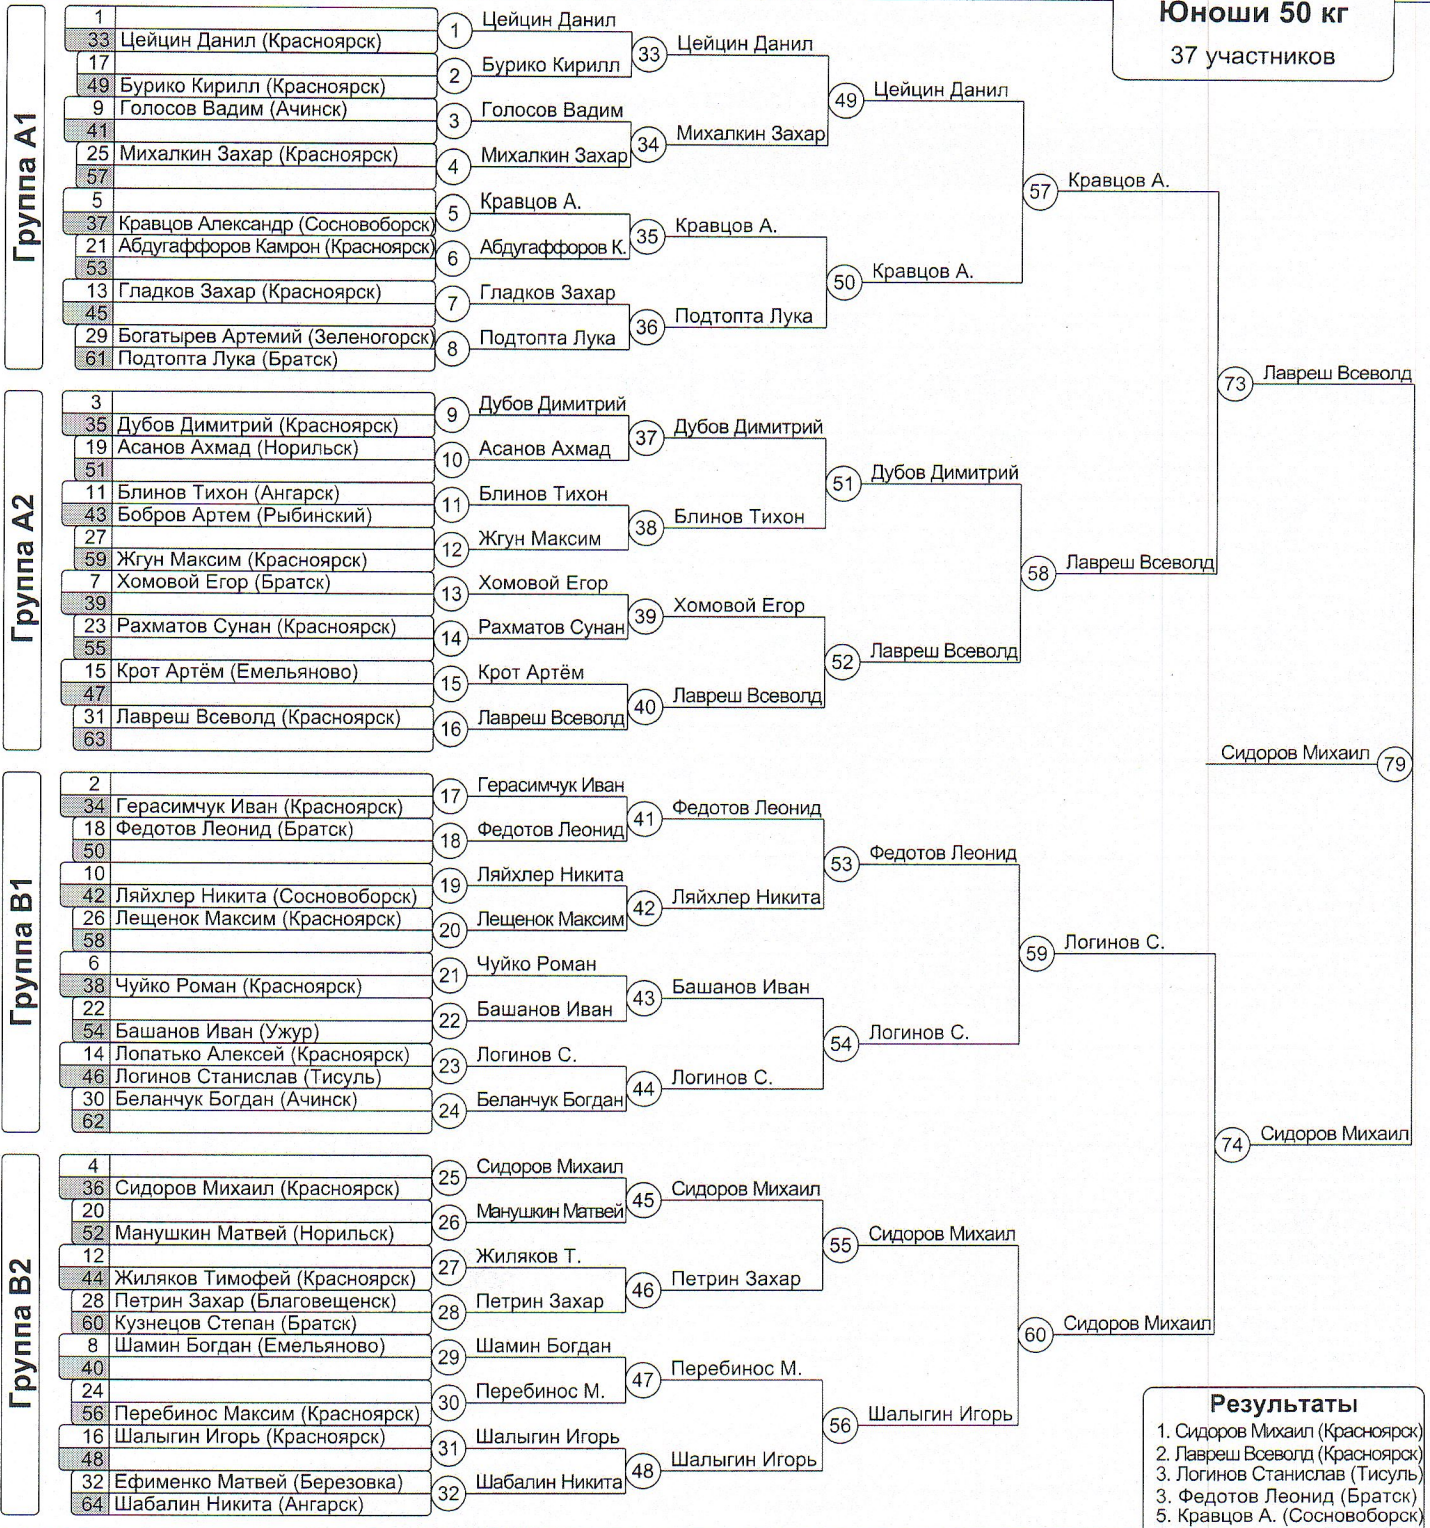 Юноши 50 кг
37 участников
Группа A1
1
33 Цейцин Данил (Красноярск)
17
49 Бурико Кирилл (Красноярск)
9 Голосов Вадим (Ачинск)
41
25 Михалкин Захар (Красноярск)
57
5
37 Кравцов Александр (Сосновоборск)
21 Абдугаффоров Камрон (Красноярск)
53
13 Гладков Захар (Красноярск)
45
29 Богатырев Артемий (Зеленогорск)
61 Подтопта Лука (Братск)
1 Цейцин Данил
2 Бурико Кирилл
3 Голосов Вадим
4 Михалкин Захар
5 Кравцов А.
6 Абдугаффоров К.
7 Гладков Захар
8 Подтопта Лука
33 Цейцин Данил
34 Михалкин Захар
35 Кравцов А.
36 Подтопта Лука
49 Цейцин Данил
50 Кравцов А.
57 Кравцов А.
Группа A2
3
35 Дубов Димитрий (Красноярск)
19 Асанов Ахмад (Норильск)
51
11 Блинов Тихон (Ангарск)
43 Бобров Артем (Рыбинский)
27
59 Жгун Максим (Красноярск)
7 Хомовой Егор (Братск)
39
23 Рахматов Сунан (Красноярск)
55
15 Крот Артём (Емельяново)
47
31 Лавреш Всеволд (Красноярск)
63
9 Дубов Димитрий
10 Асанов Ахмад
11 Блинов Тихон
12 Жгун Максим
13 Хомовой Егор
14 Рахматов Сунан
15 Крот Артём
16 Лавреш Всеволд
37 Дубов Димитрий
38 Блинов Тихон
39 Хомовой Егор
40 Лавреш Всеволд
51 Дубов Димитрий
52 Лавреш Всеволд
58 Лавреш Всеволд
73 Лавреш Всеволд
Сидоров Михаил 79
Группа B1
2
34 Герасимчук Иван (Красноярск)
18 Федотов Леонид (Братск)
50
10
42 Ляйхлер Никита (Сосновоборск)
26 Лещенок Максим (Красноярск)
58
6
38 Чуйко Роман (Красноярск)
22
54 Башанов Иван (Ужур)
14 Лопатько Алексей (Красноярск)
46 Логинов Станислав (Тисуль)
30 Беланчук Богдан (Ачинск)
62
17 Герасимчук Иван
18 Федотов Леонид
19 Ляйхлер Никита
20 Лещенок Максим
21 Чуйко Роман
22 Башанов Иван
23 Логинов С.
24 Беланчук Богдан
41 Федотов Леонид
42 Ляйхлер Никита
43 Башанов Иван
44 Логинов С.
53 Федотов Леонид
54 Логинов С.
59 Логинов С.
74 Сидоров Михаил
Группа B2
4
36 Сидоров Михаил (Красноярск)
20
52 Манушкин Матвей (Норильск)
12
44 Жиляков Тимофей (Красноярск)
28 Петрин Захар (Благовещенск)
60 Кузнецов Степан (Братск)
8 Шамин Богдан (Емельяново)
40
24
56 Перебинос Максим (Красноярск)
16 Шалыгин Игорь (Красноярск)
48
32 Ефименко Матвей (Березовка)
64 Шабалин Никита (Ангарск)
25 Сидоров Михаил
26 Манушкин Матвей
27 Жиляков Т.
28 Петрин Захар
29 Шамин Богдан
30 Перебинос М.
31 Шалыгин Игорь
32 Шабалин Никита
45 Сидоров Михаил
46 Петрин Захар
47 Перебинос М.
48 Шалыгин Игорь
55 Сидоров Михаил
56 Шалыгин Игорь
60 Сидоров Михаил
Результаты
1. Сидоров Михаил (Красноярск)
2. Лавреш Всеволд (Красноярск)
3. Логинов Станислав (Тисуль)
3. Федотов Леонид (Братск)
5. Кравцов А. (Сосновоборск)